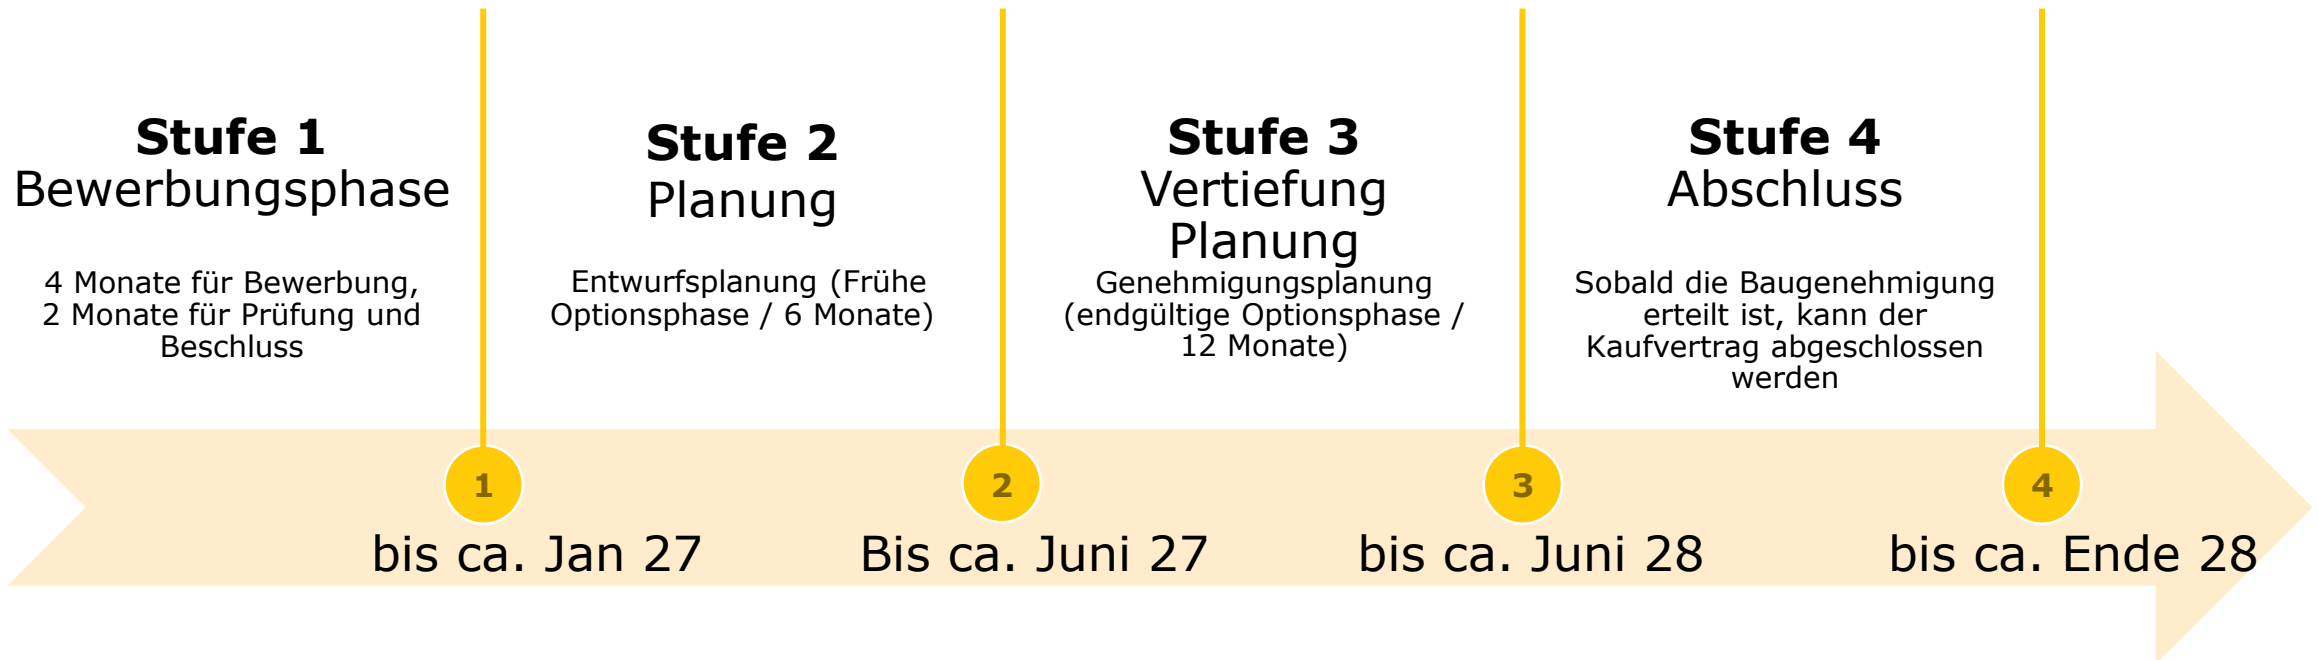 Stufe 1
Bewerbungsphase
4 Monate für Bewerbung,
2 Monate für Prüfung und
Beschluss
Stufe 2
Planung
Entwurfsplanung (Frühe
Optionsphase / 6 Monate)
Stufe 3
Vertiefung
Planung
Genehmigungsplanung
(endgültige Optionsphase /
12 Monate)
Stufe 4
Abschluss
Sobald die Baugenehmigung
erteilt ist, kann der
Kaufvertrag abgeschlossen
werden
1
2
3
4
bis ca. Jan 27
Bis ca. Juni 27
bis ca. Juni 28
bis ca. Ende 28